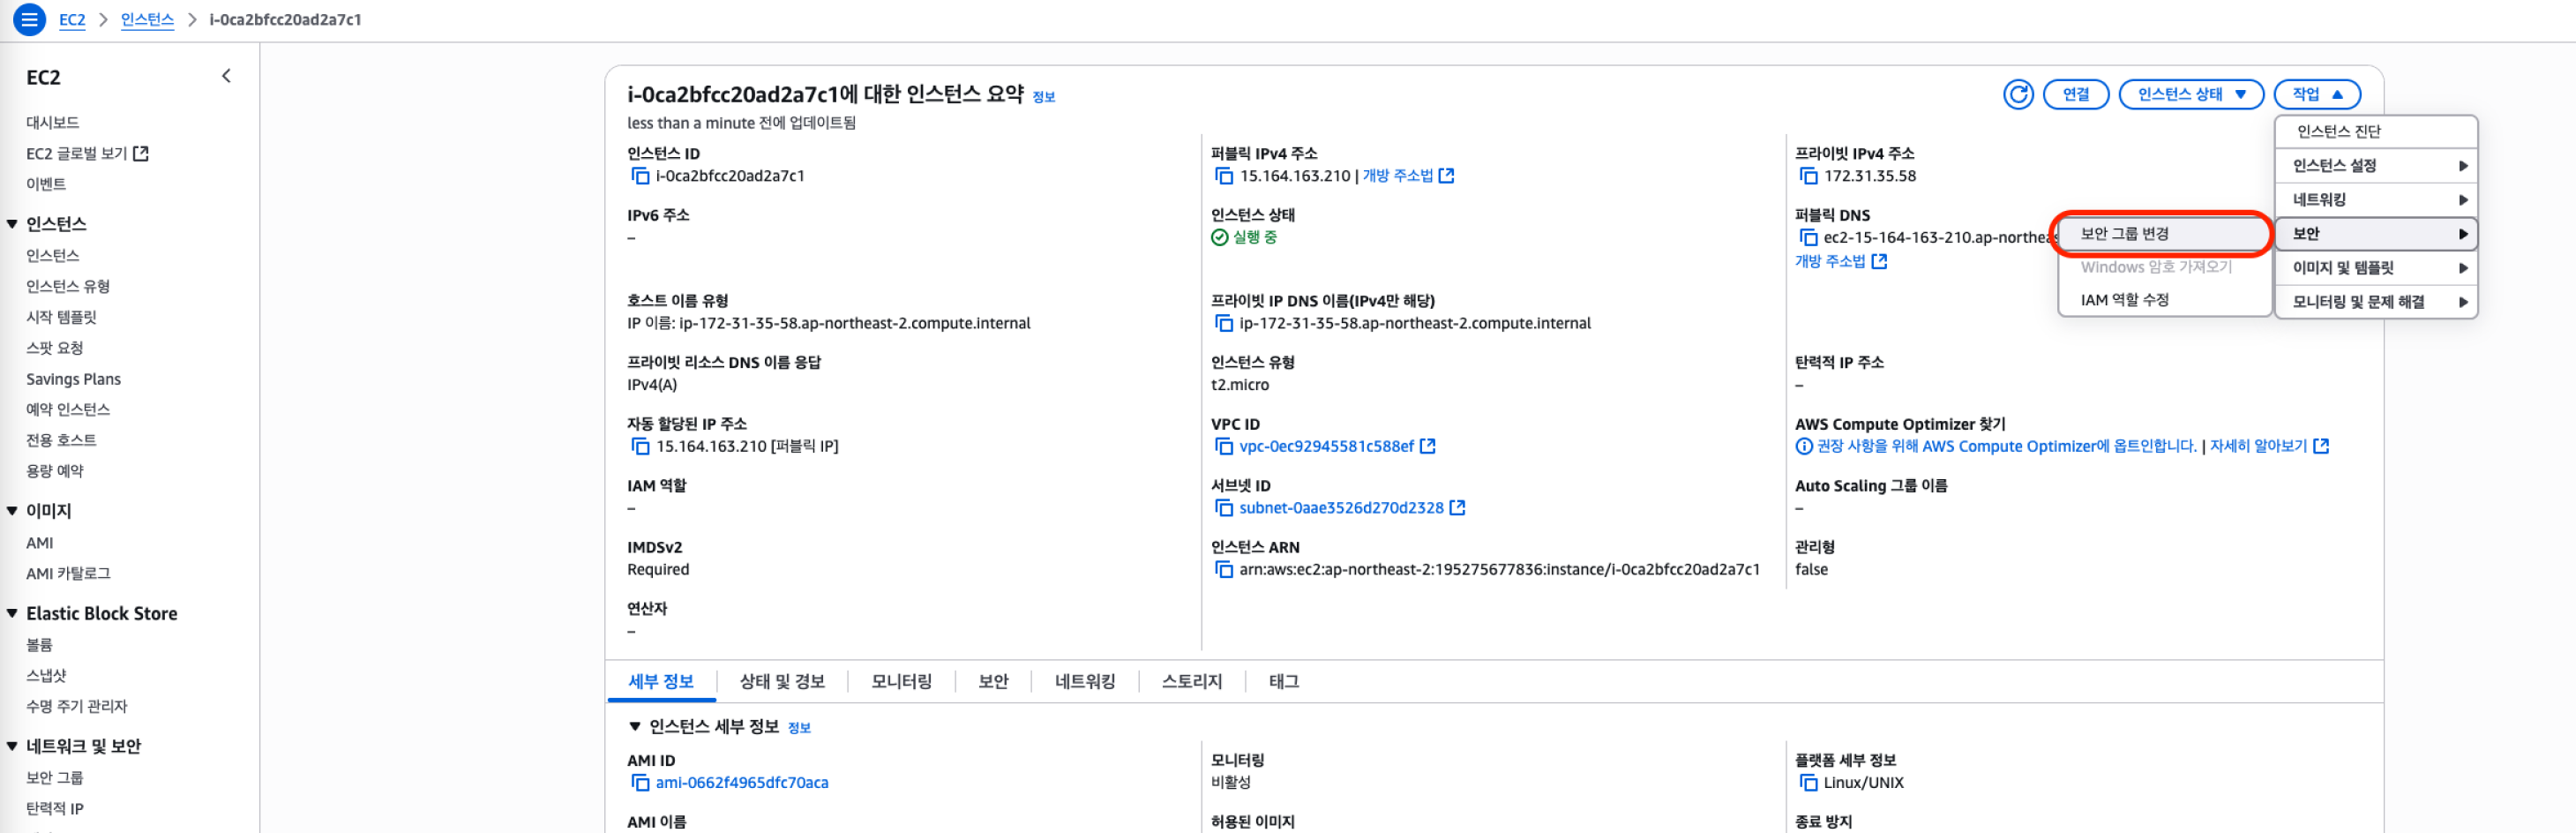 EC2 > 인스턴스 > i-0ca2bfcc20ad2a7c1
EC2
대시보드
EC2 글로벌 보기
이벤트
인스턴스
인스턴스
인스턴스 유형
시작 템플릿
스팟 요청
Savings Plans
예약 인스턴스
전용 호스트
용량 예약
이미지
AMI
AMI 카탈로그
Elastic Block Store
볼륨
스냅샷
수명 주기 관리자
네트워크 및 보안
보안 그룹
탄력적 IP
i-0ca2bfcc20ad2a7c1에 대한 인스턴스 요약 정보
less than a minute 전에 업데이트됨
연결
인스턴스 상태
작업
인스턴스 진단
인스턴스 설정
네트워킹
보안
이미지 및 템플릿
모니터링 및 문제 해결
보안 그룹 변경
Windows 암호 가져오기
IAM 역할 수정
인스턴스 ID
i-0ca2bfcc20ad2a7c1
퍼블릭 IPv4 주소
15.164.163.210 | 개방 주소법
프라이빗 IPv4 주소
172.31.35.58
IPv6 주소
–
인스턴스 상태
실행 중
퍼블릭 DNS
ec2-15-164-163-210.ap-northeas
개방 주소법
호스트 이름 유형
IP 이름: ip-172-31-35-58.ap-northeast-2.compute.internal
프라이빗 IP DNS 이름(IPv4만 해당)
ip-172-31-35-58.ap-northeast-2.compute.internal
프라이빗 리소스 DNS 이름 응답
IPv4(A)
인스턴스 유형
t2.micro
탄력적 IP 주소
–
자동 할당된 IP 주소
15.164.163.210 [퍼블릭 IP]
VPC ID
vpc-0ec92945581c588ef
AWS Compute Optimizer 찾기
권장 사항을 위해 AWS Compute Optimizer에 옵트인합니다. | 자세히 알아보기
IAM 역할
–
서브넷 ID
subnet-0aae3526d270d2328
Auto Scaling 그룹 이름
–
IMDSv2
Required
인스턴스 ARN
arn:aws:ec2:ap-northeast-2:195275677836:instance/i-0ca2bfcc20ad2a7c1
관리형
false
연산자
–
세부 정보
상태 및 경보
모니터링
보안
네트워킹
스토리지
태그
인스턴스 세부 정보 정보
AMI ID
ami-0662f4965dfc70aca
모니터링
비활성
플랫폼 세부 정보
Linux/UNIX
AMI 이름
허용된 이미지
종료 방지